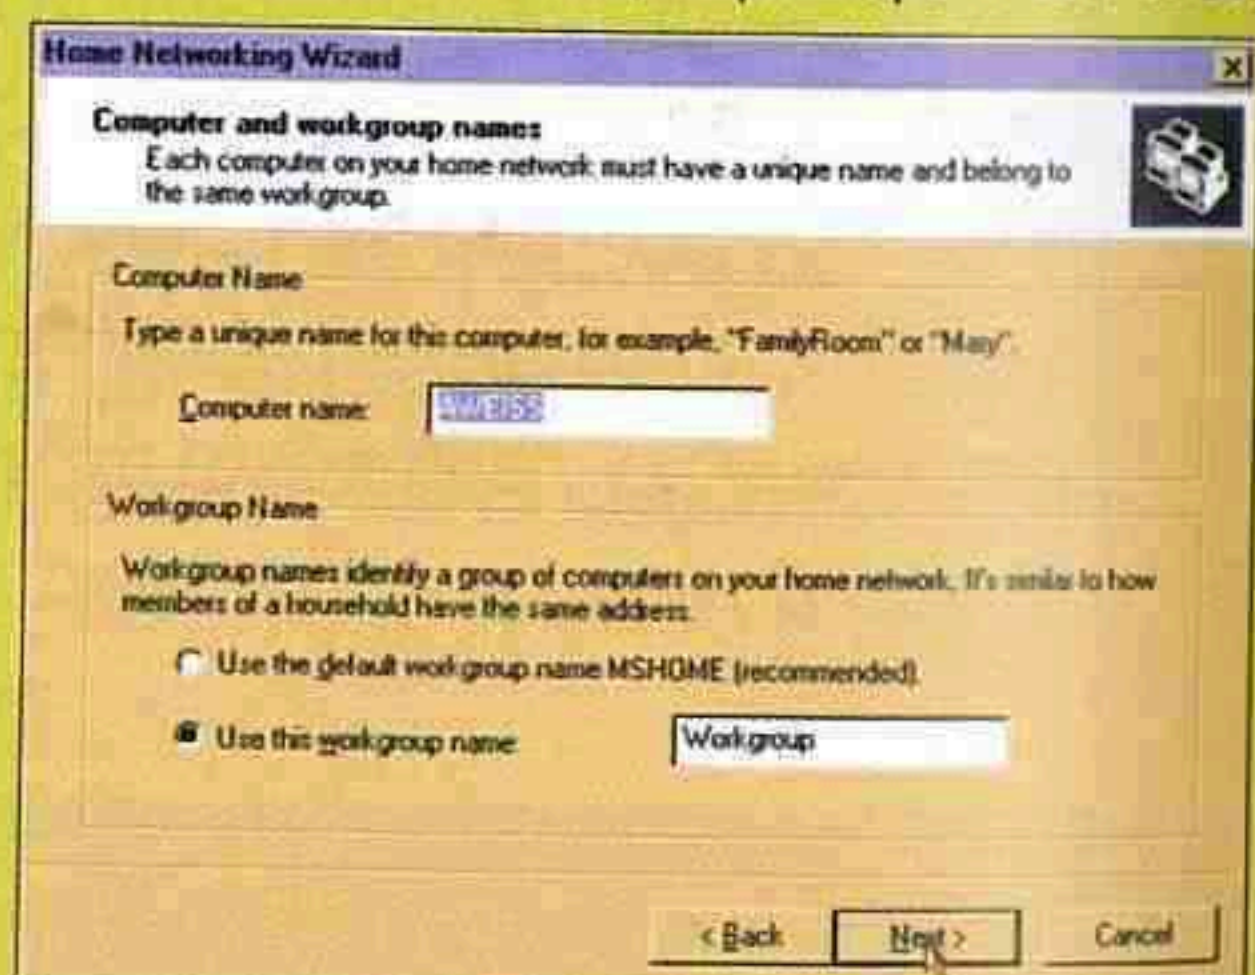 Home Networking Wizard
Computer and workgroup names
Each computer on your home network must have a unique name and belong to
the same workgroup.
Computer Name
Type a unique name for this computer, for example, "FamilyRoom" or "Mary".
Computer name:
Workgroup Name
Workgroup names identify a group of computers on your home network. It's similar to how
members of a household have the same address.
Use the default workgroup name MSHOME (recommended).
Use this workgroup name
Workgroup
< Back
Next >
Cancel